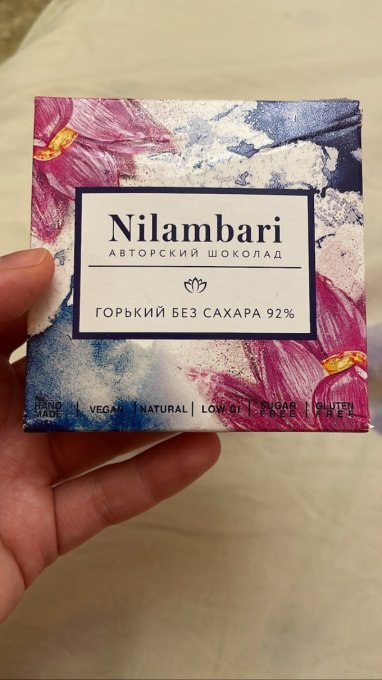 Nilambari
АВТОРСКИЙ ШОКОЛАД
ГОРЬКИЙ БЕЗ САХАРА 92%
HAND MADE | VEGAN | NATURAL | LOW GI | SUGAR FREE | GLUTEN FREE